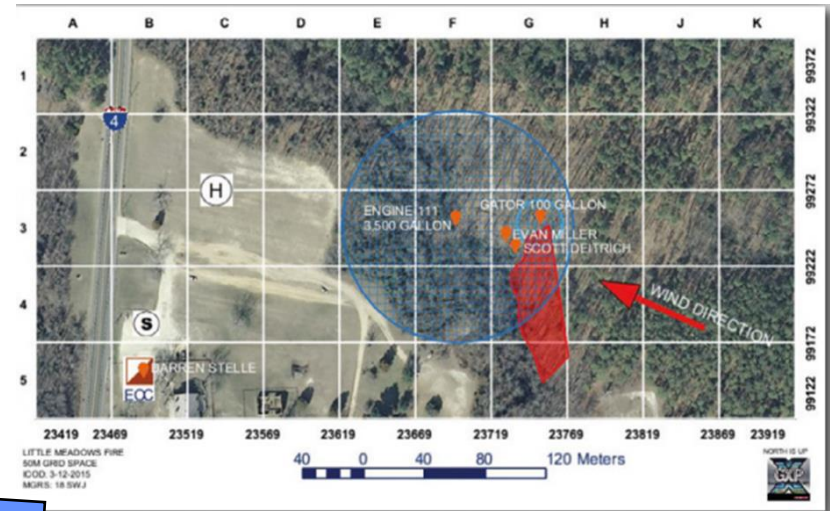 A B C D E F G H J K
1
2
3
4
5
99372
99322
99272
99222
99172
99122
4
H
S
ENGINE 111
3,500 GALLON
GATOR 100 GALLON
EVAN MILLER
SCOTT DEITRICH
WIND DIRECTION
DARREN STELLE
EOC
23419 23469 23519 23569 23619 23669 23719 23769 23819 23869 23919
LITTLE MEADOWS FIRE
50M GRID SPACE
ICOD: 3-12-2015
MGRS: 18 SWJ
40 0 40 80 120 Meters
NORTH IS UP
GXP